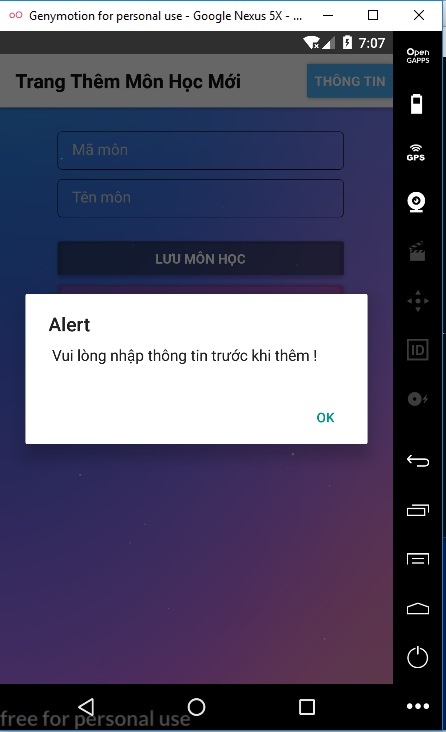 Genymotion for personal use - Google Nexus 5X - ...
7:07
Open
GAPPS
Trang Thêm Môn Học Mới
THÔNG TIN
GPS
Mã môn
Tên môn
LƯU MÔN HỌC
Alert
Vui lòng nhập thông tin trước khi thêm !
ID
OK
free for personal use